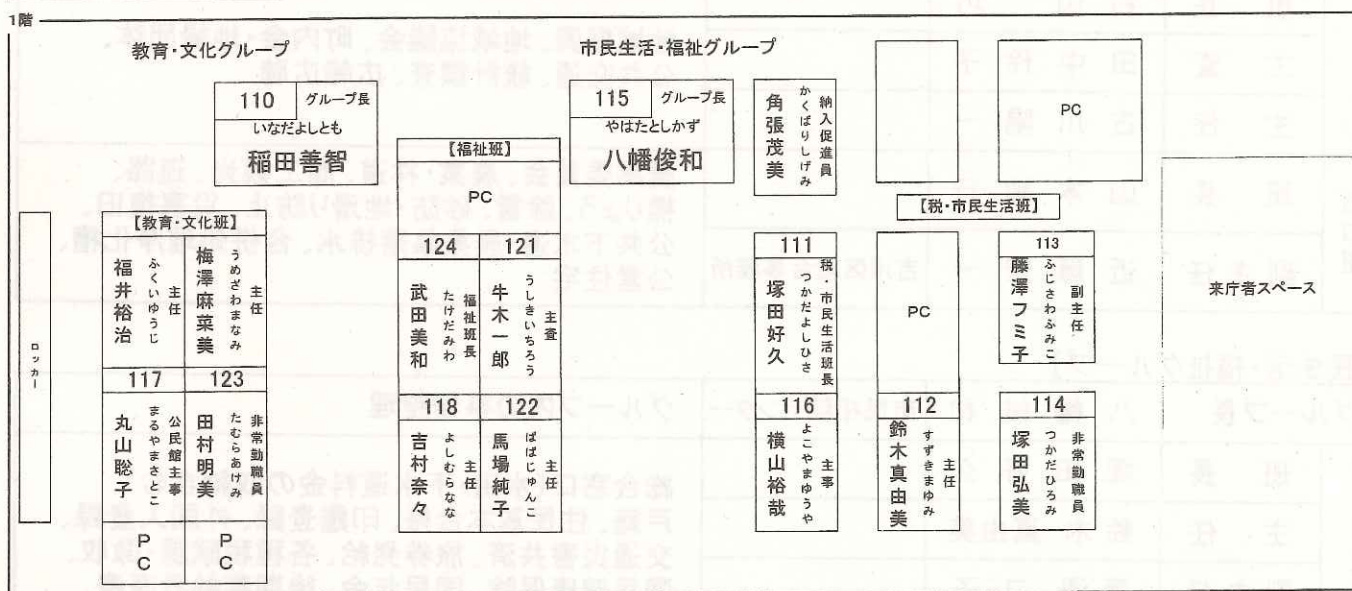 1階
教育・文化グループ
市民生活・福祉グループ
110
グループ長
いなだよしとも
稲田善智
115
グループ長
やはたとしかず
八幡俊和
納入促進員
かくばりしげみ
角張茂美
PC
【福祉班】
PC
【税・市民生活班】
【教育・文化班】
主任
うめざわまなみ
梅澤麻菜美
主任
ふくいゆうじ
福井裕治
124
福祉班長
たけだみわ
武田美和
121
主査
うしきいちろう
牛木一郎
111
税・市民生活班長
つかだよしひさ
塚田好久
PC
113
副主任
ふじさわふみこ
藤澤フミ子
来庁者スペース
ロッカー
117
公民館主事
まるやまさとこ
丸山聡子
123
非常勤職員
たむらあけみ
田村明美
118
主任
よしむらなな
吉村奈々
122
主任
ばばじゅんこ
馬場純子
116
主事
よこやまゆうや
横山裕哉
112
主任
すずきまゆみ
鈴木真由美
114
非常勤職員
つかだひろみ
塚田弘美
PC
PC